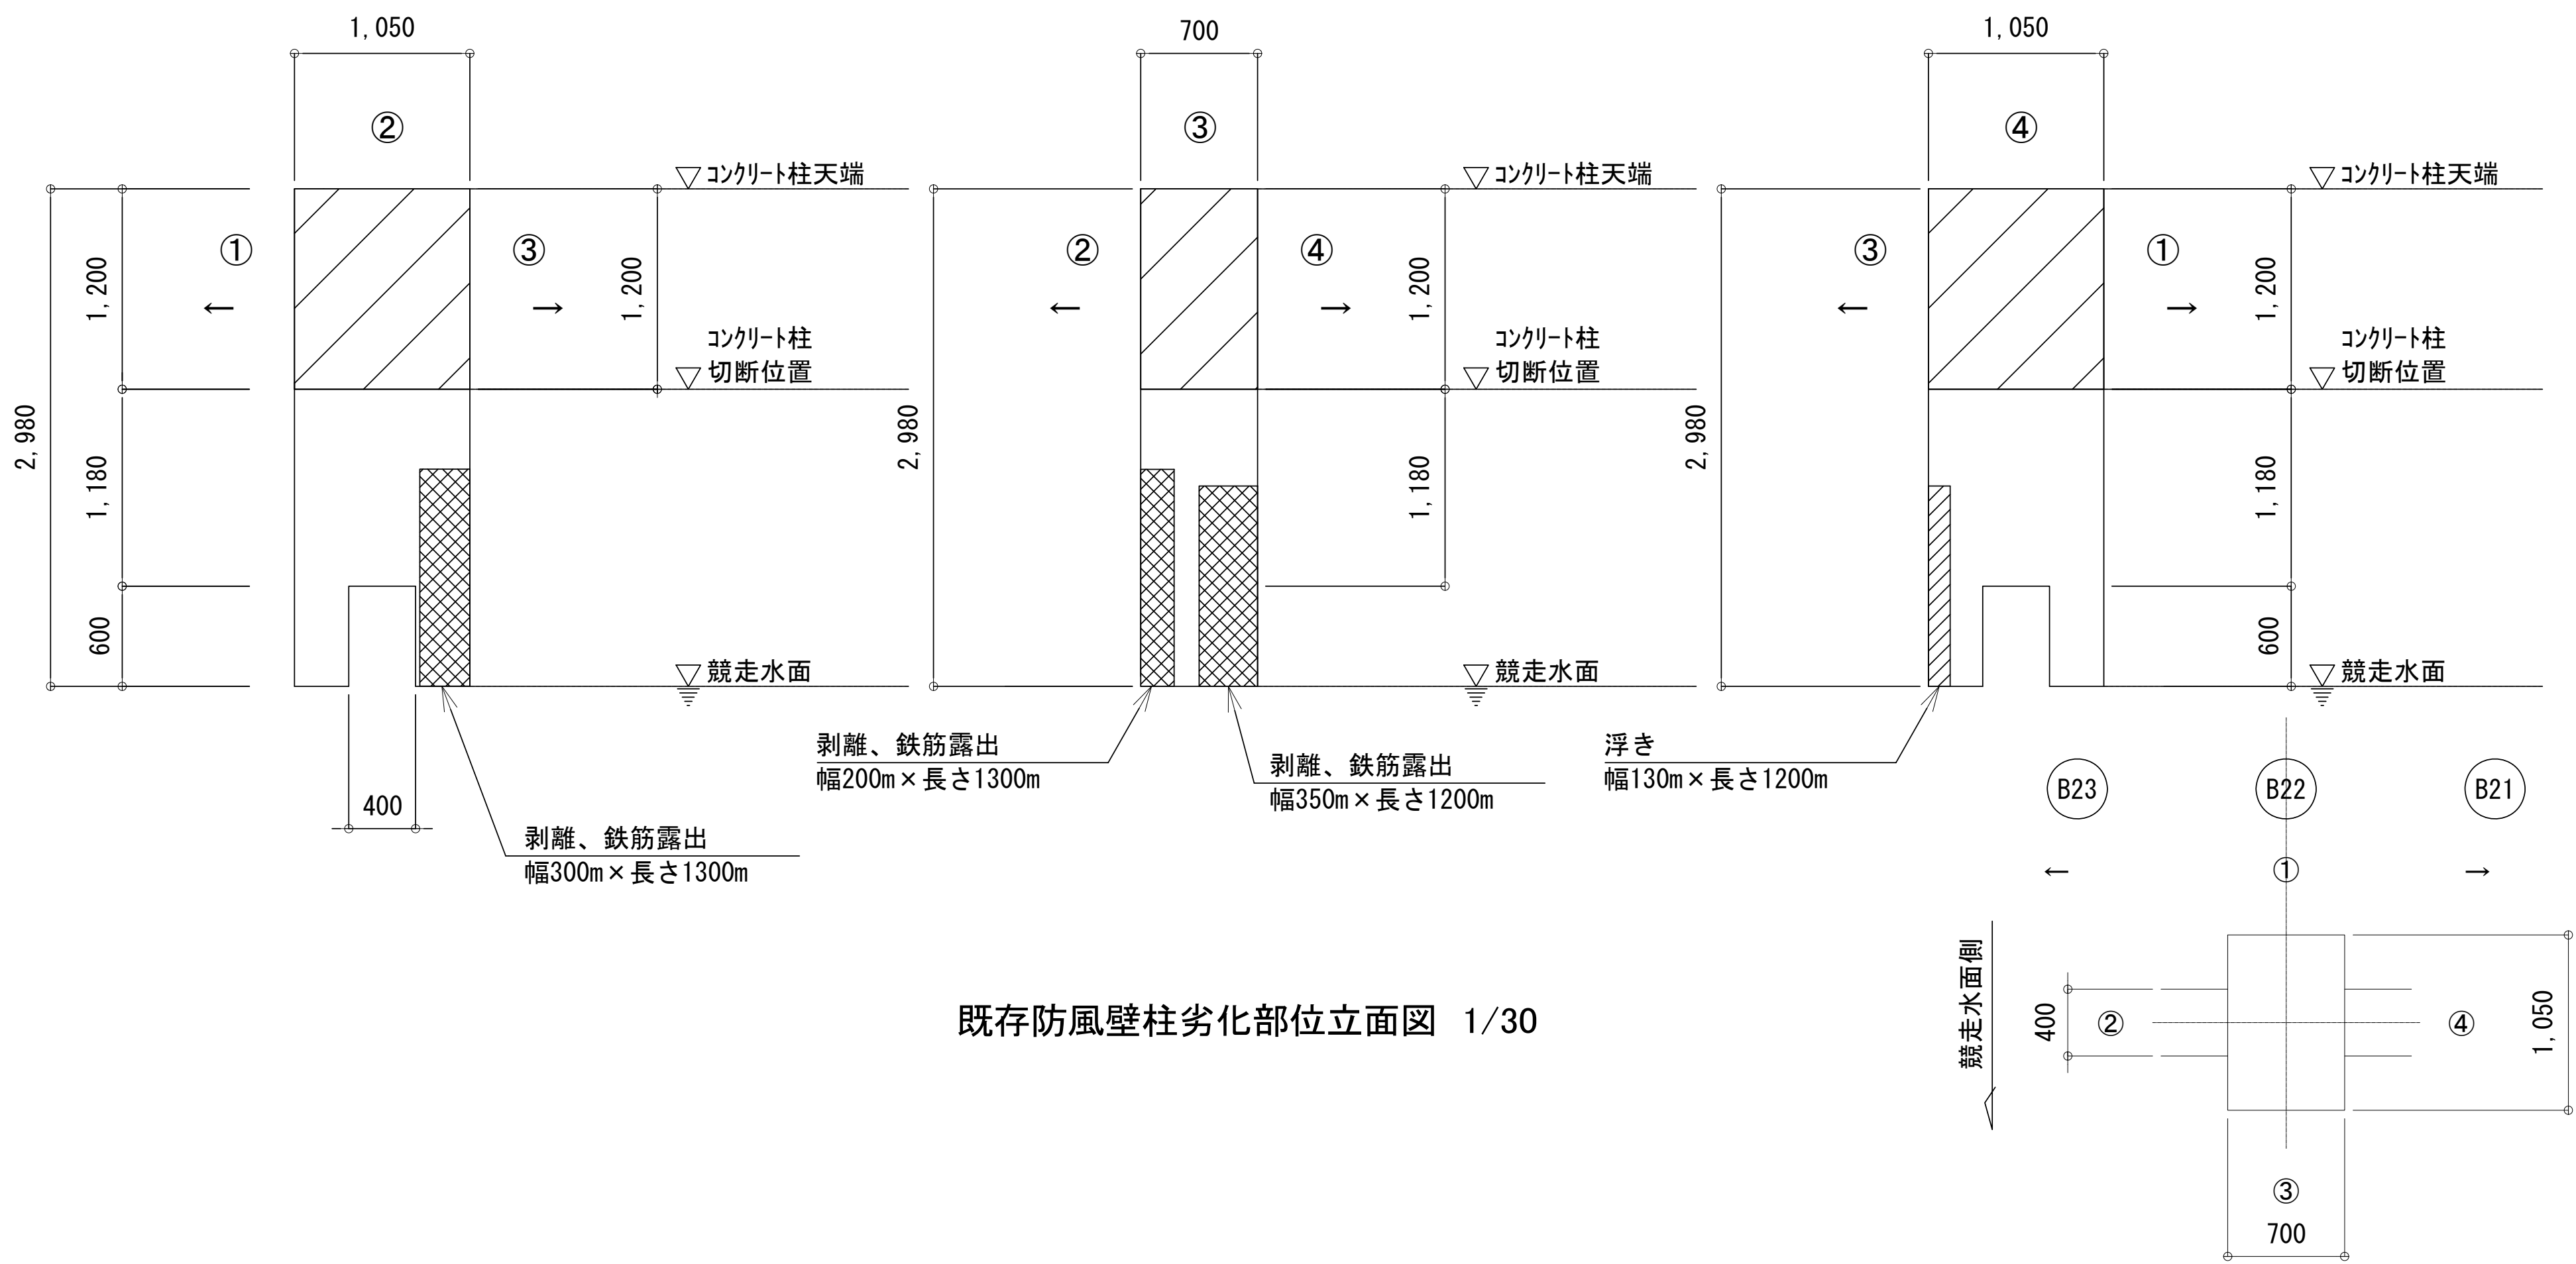 1,050
②
▽ｺﾝｸﾘｰﾄ柱天端
①
←
③
→
1,200
1,200
ｺﾝｸﾘｰﾄ柱
▽切断位置
2,980
1,180
600
▽競走水面
400
剥離、鉄筋露出
幅300m×長さ1300m
700
③
▽ｺﾝｸﾘｰﾄ柱天端
②
←
④
→
1,200
ｺﾝｸﾘｰﾄ柱
▽切断位置
2,980
1,180
▽競走水面
剥離、鉄筋露出
幅200m×長さ1300m
剥離、鉄筋露出
幅350m×長さ1200m
1,050
④
▽ｺﾝｸﾘｰﾄ柱天端
③
←
①
→
1,200
ｺﾝｸﾘｰﾄ柱
▽切断位置
2,980
1,180
600
▽競走水面
浮き
幅130m×長さ1200m
B23
B22
B21
←
①
→
競走水面側
400
②
④
1,050
③
700
既存防風壁柱劣化部位立面図 1/30